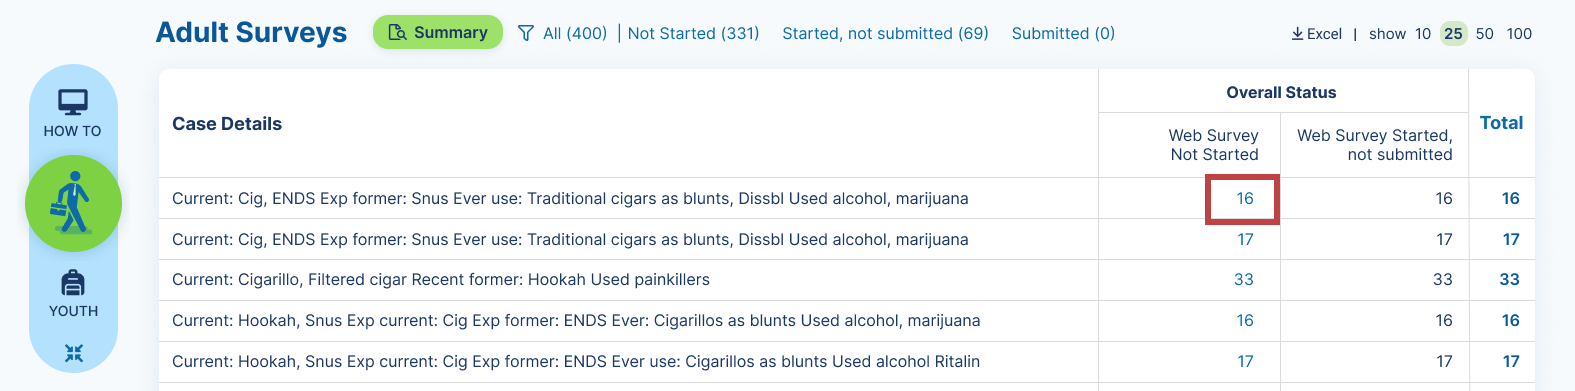 Adult Surveys Summary All (400) | Not Started (331) Started, not submitted (69) Submitted (0) Excel | show 10 25 50 100
HOW TO
YOUTH
Case Details Overall Status Total
Web Survey Not Started Web Survey Started, not submitted
Current: Cig, ENDS Exp former: Snus Ever use: Traditional cigars as blunts, Dissbl Used alcohol, marijuana 16 16 16
Current: Cig, ENDS Exp former: Snus Ever use: Traditional cigars as blunts, Dissbl Used alcohol, marijuana 17 17 17
Current: Cigarillo, Filtered cigar Recent former: Hookah Used painkillers 33 33 33
Current: Hookah, Snus Exp current: Cig Exp former: ENDS Ever: Cigarillos as blunts Used alcohol, marijuana 16 16 16
Current: Hookah, Snus Exp current: Cig Exp former: ENDS Ever use: Cigarillos as blunts Used alcohol Ritalin 17 17 17